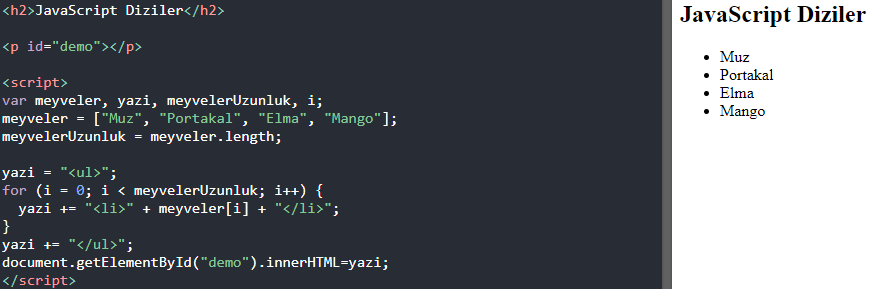 <h2>JavaScript Diziler</h2>
<p id="demo"></p>
<script>
var meyveler, yazi, meyvelerUzunluk, i;
meyveler = ["Muz", "Portakal", "Elma", "Mango"];
meyvelerUzunluk = meyveler.length;
yazi = "<ul>";
for (i = 0; i < meyvelerUzunluk; i++) {
  yazi += "<li>" + meyveler[i] + "</li>";
}
yazi += "</ul>";
document.getElementById("demo").innerHTML=yazi;
</script>
JavaScript Diziler
• Muz
• Portakal
• Elma
• Mango